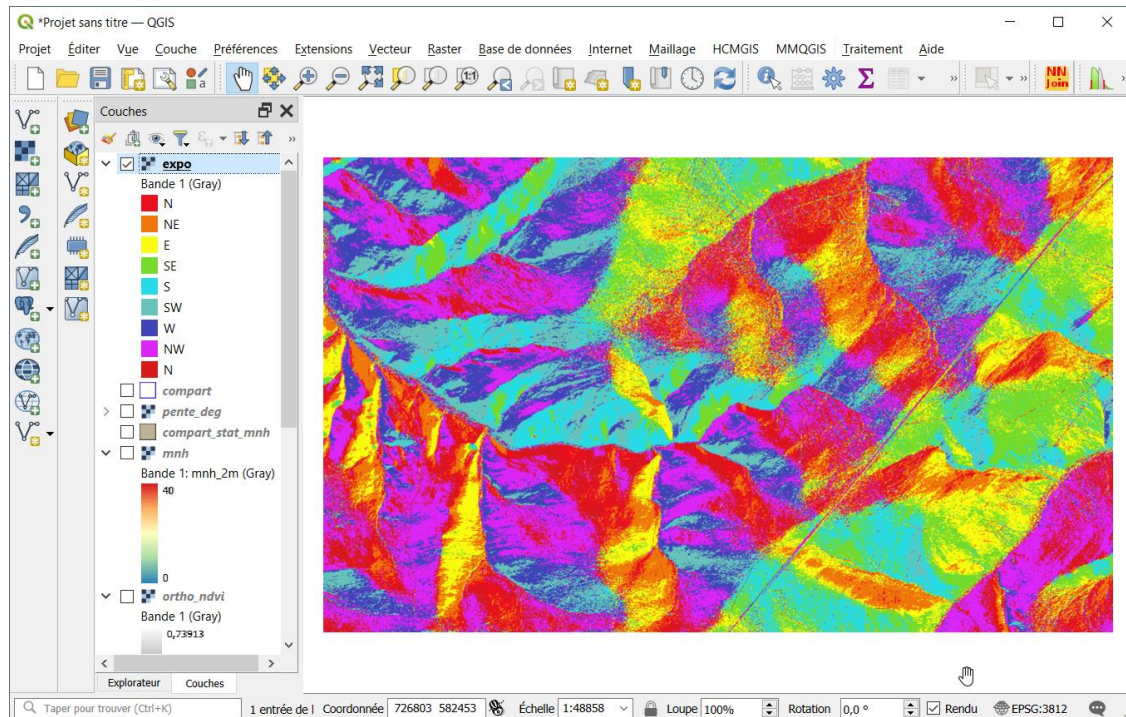 *Projet sans titre — QGIS
Projet Éditer Vue Couche Préférences Extensions Vecteur Raster Base de données Internet Maillage HCMGIS MMQGIS Traitement Aide
NN
join
Couches
expo
Bande 1 (Gray)
N
NE
E
SE
S
SW
W
NW
N
compart
pente_deg
compart_stat_mnh
mnh
Bande 1: mnh_2m (Gray)
40
0
ortho_ndvi
Bande 1 (Gray)
0,73913
Explorateur Couches
Taper pour trouver (Ctrl+K) 1 entrée de l Coordonnée 726803 582453 Échelle 1:48858 Loupe 100% Rotation 0,0 ° Rendu EPSG:3812